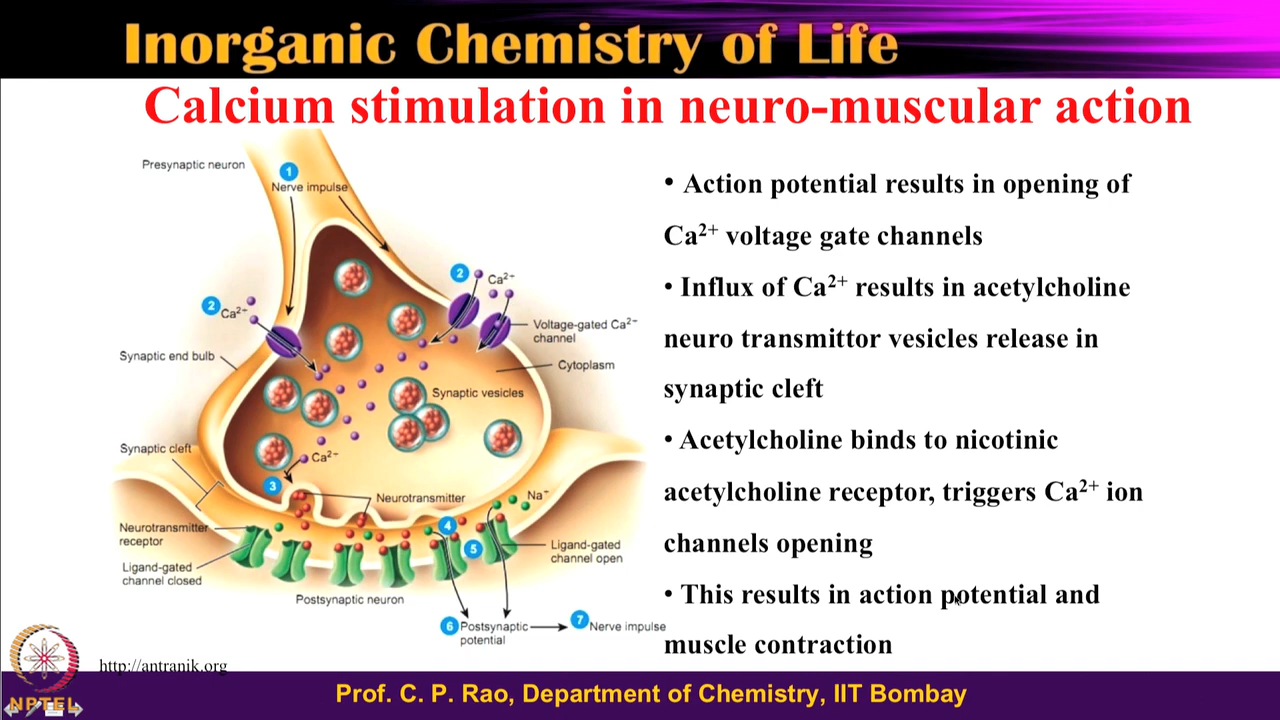 Inorganic Chemistry of Life
Calcium stimulation in neuro-muscular action
Presynaptic neuron
1
Nerve impulse
2
Ca²⁻
2
Ca²⁻
Voltage-gated Ca²⁻
channel
Synaptic end bulb
Cytoplasm
Synaptic vesicles
Synaptic cleft
Ca²⁻
3
Neurotransmitter
Na⁻
Neurotransmitter
receptor
4
5
Ligand-gated
channel open
Ligand-gated
channel closed
Postsynaptic neuron
6 Postsynaptic
potential
7 Nerve impulse
• Action potential results in opening of
Ca²⁺ voltage gate channels
• Influx of Ca²⁺ results in acetylcholine
neuro transmittor vesicles release in
synaptic cleft
• Acetylcholine binds to nicotinic
acetylcholine receptor, triggers Ca²⁺ ion
channels opening
• This results in action potential and
muscle contraction
http://antranik.org
NPTEL
Prof. C. P. Rao, Department of Chemistry, IIT Bombay